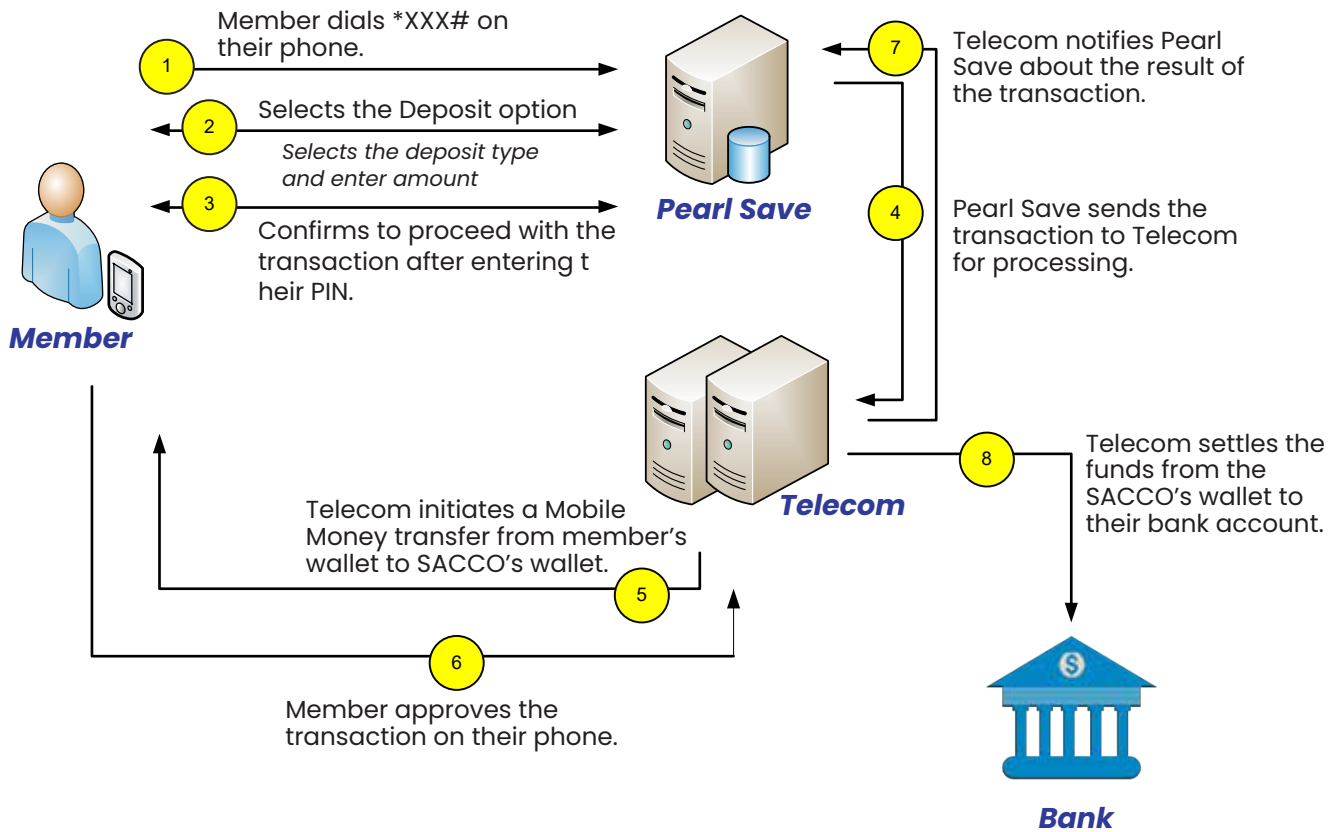 Member dials *XXX# on
their phone.
1
2
Selects the Deposit option
Selects the deposit type
and enter amount
3
Confirms to proceed with the
transaction after entering t
heir PIN.
Member
Pearl Save
7
Telecom notifies Pearl
Save about the result of
the transaction.
4
Pearl Save sends the
transaction to Telecom
for processing.
Telecom
Telecom initiates a Mobile
Money transfer from member’s
wallet to SACCO’s wallet.
5
6
Member approves the
transaction on their phone.
8
Telecom settles the
funds from the
SACCO’s wallet to
their bank account.
$
Bank